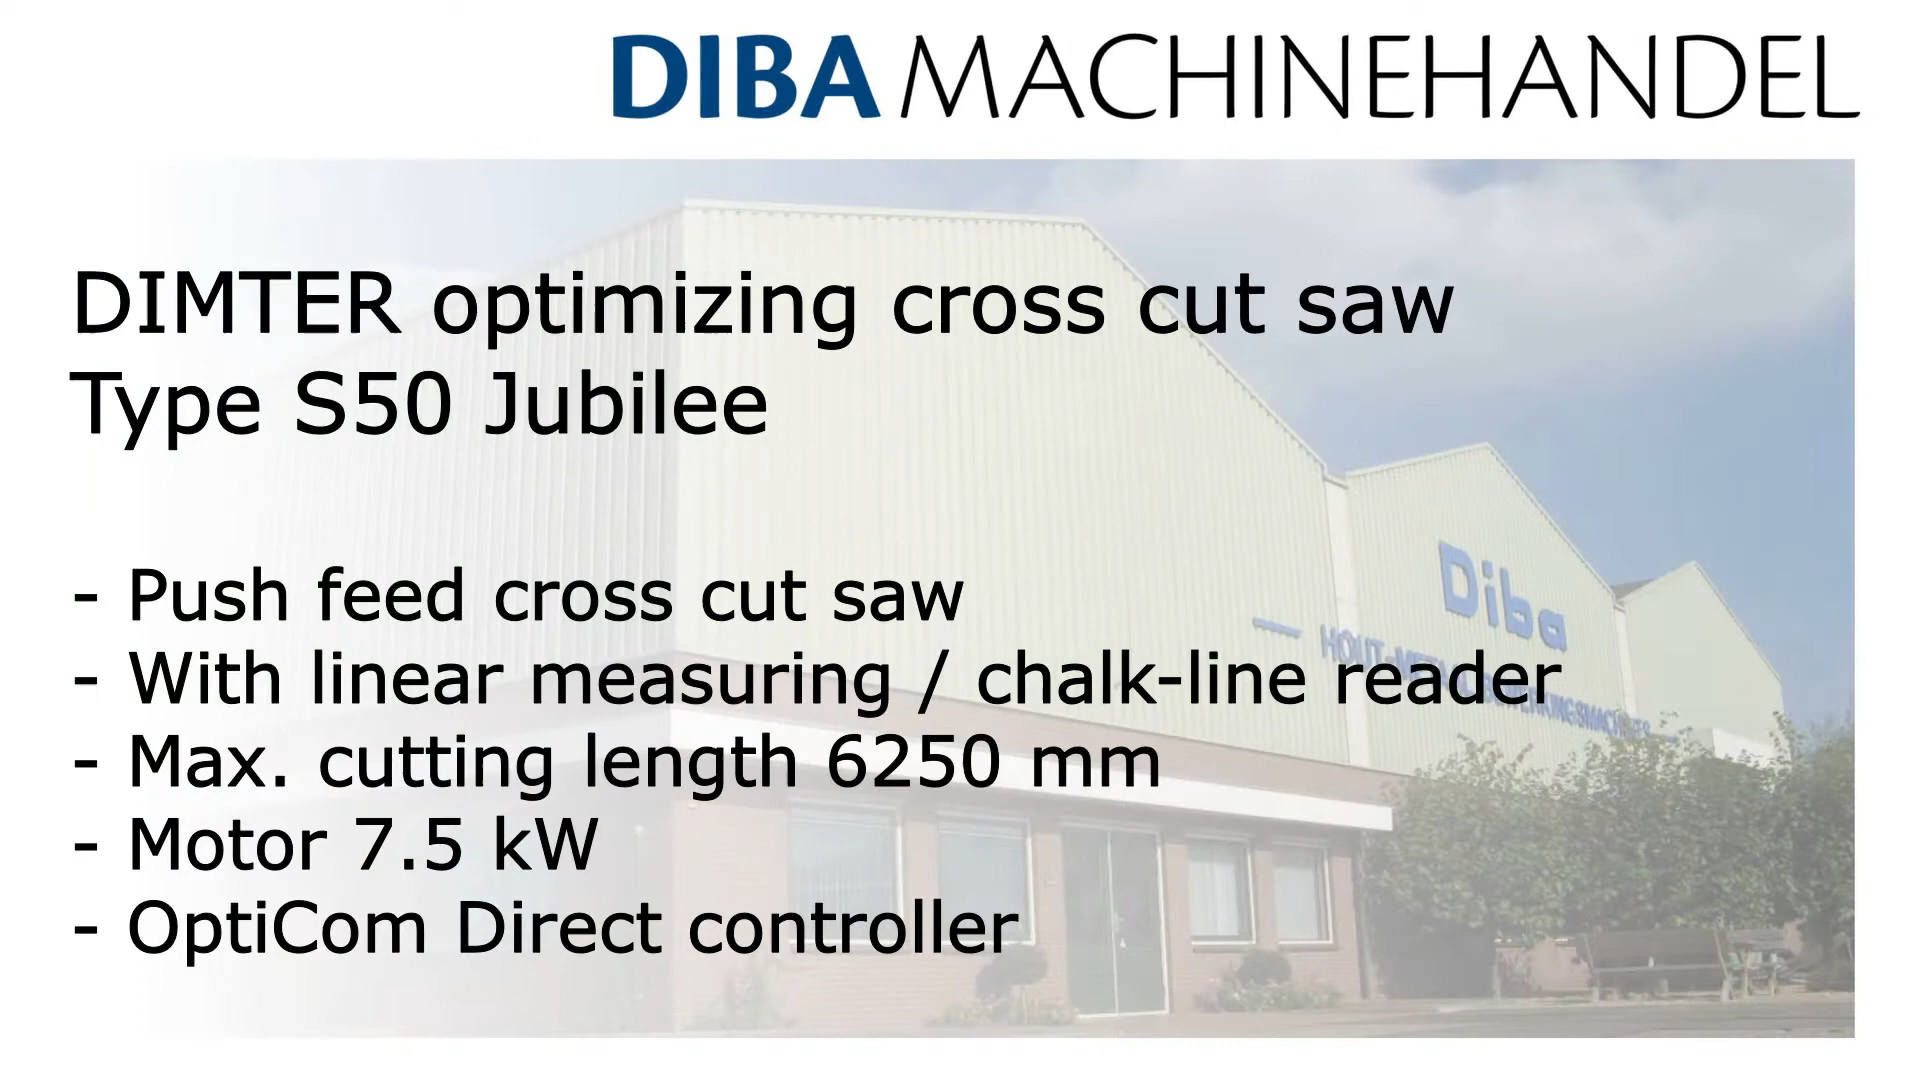 DIBA MACHINEHANDEL
DIMTER optimizing cross cut saw
Type S50 Jubilee
- Push feed cross cut saw
- With linear measuring / chalk-line reader
- Max. cutting length 6250 mm
- Motor 7.5 kW
- OptiCom Direct controller
Diba